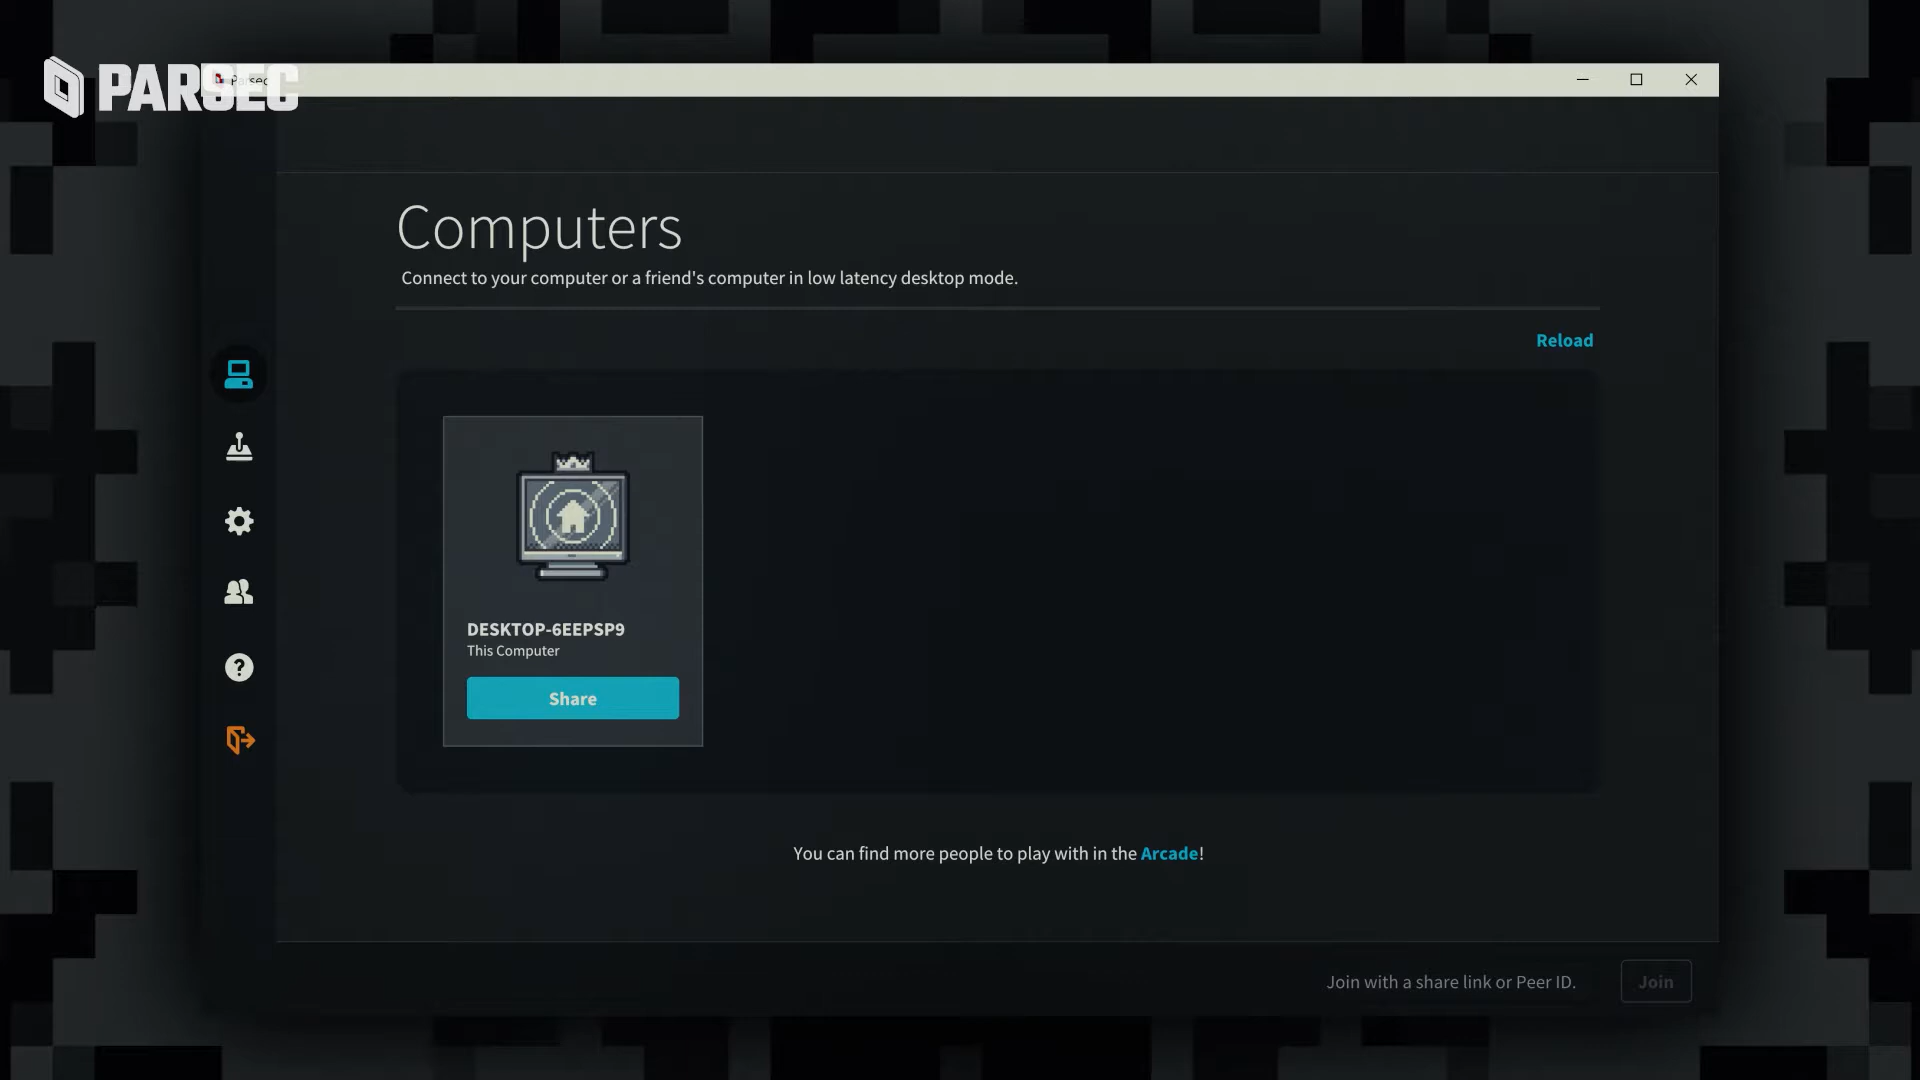 PARSEC
Parsec
Computers
Connect to your computer or a friend's computer in low latency desktop mode.
Reload
DESKTOP-6EEPSP9
This Computer
Share
You can find more people to play with in the Arcade!
Join with a share link or Peer ID.
Join